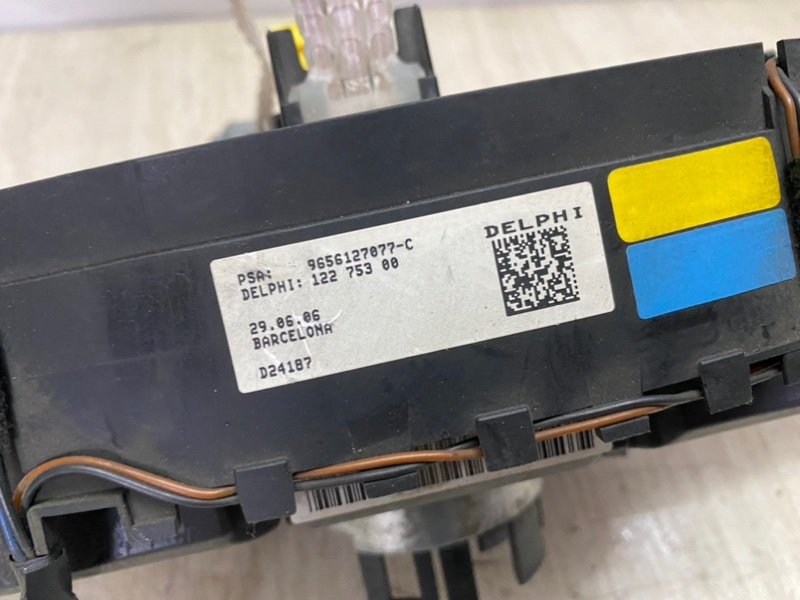 DELPHI
PSA: 9656127077-C
DELPHI: 122 753 00
29.06.06
BARCELONA
D24187